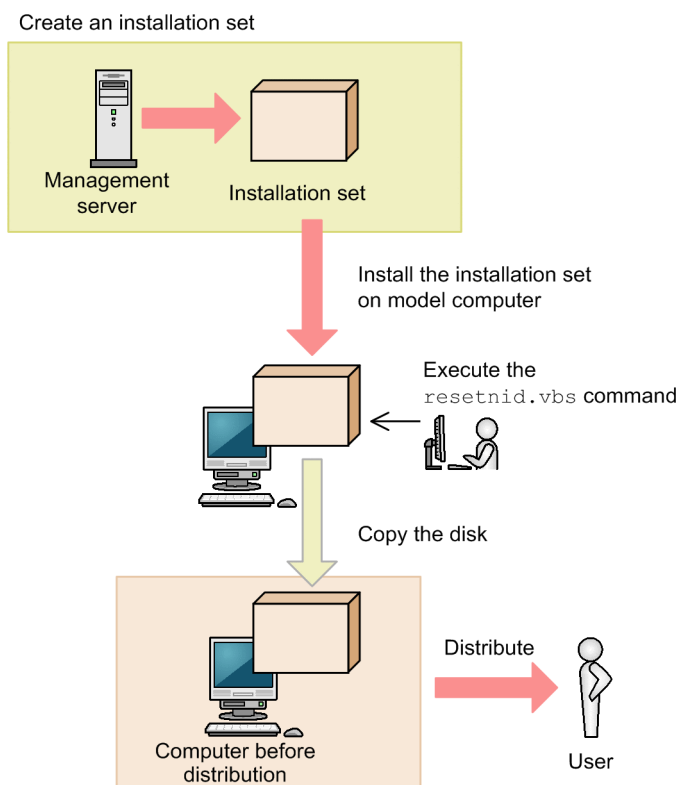 Create an installation set
Management
server
Installation set
Install the installation set
on model computer
Execute the
resetnid.vbs command
Copy the disk
Distribute
Computer before
distribution
User